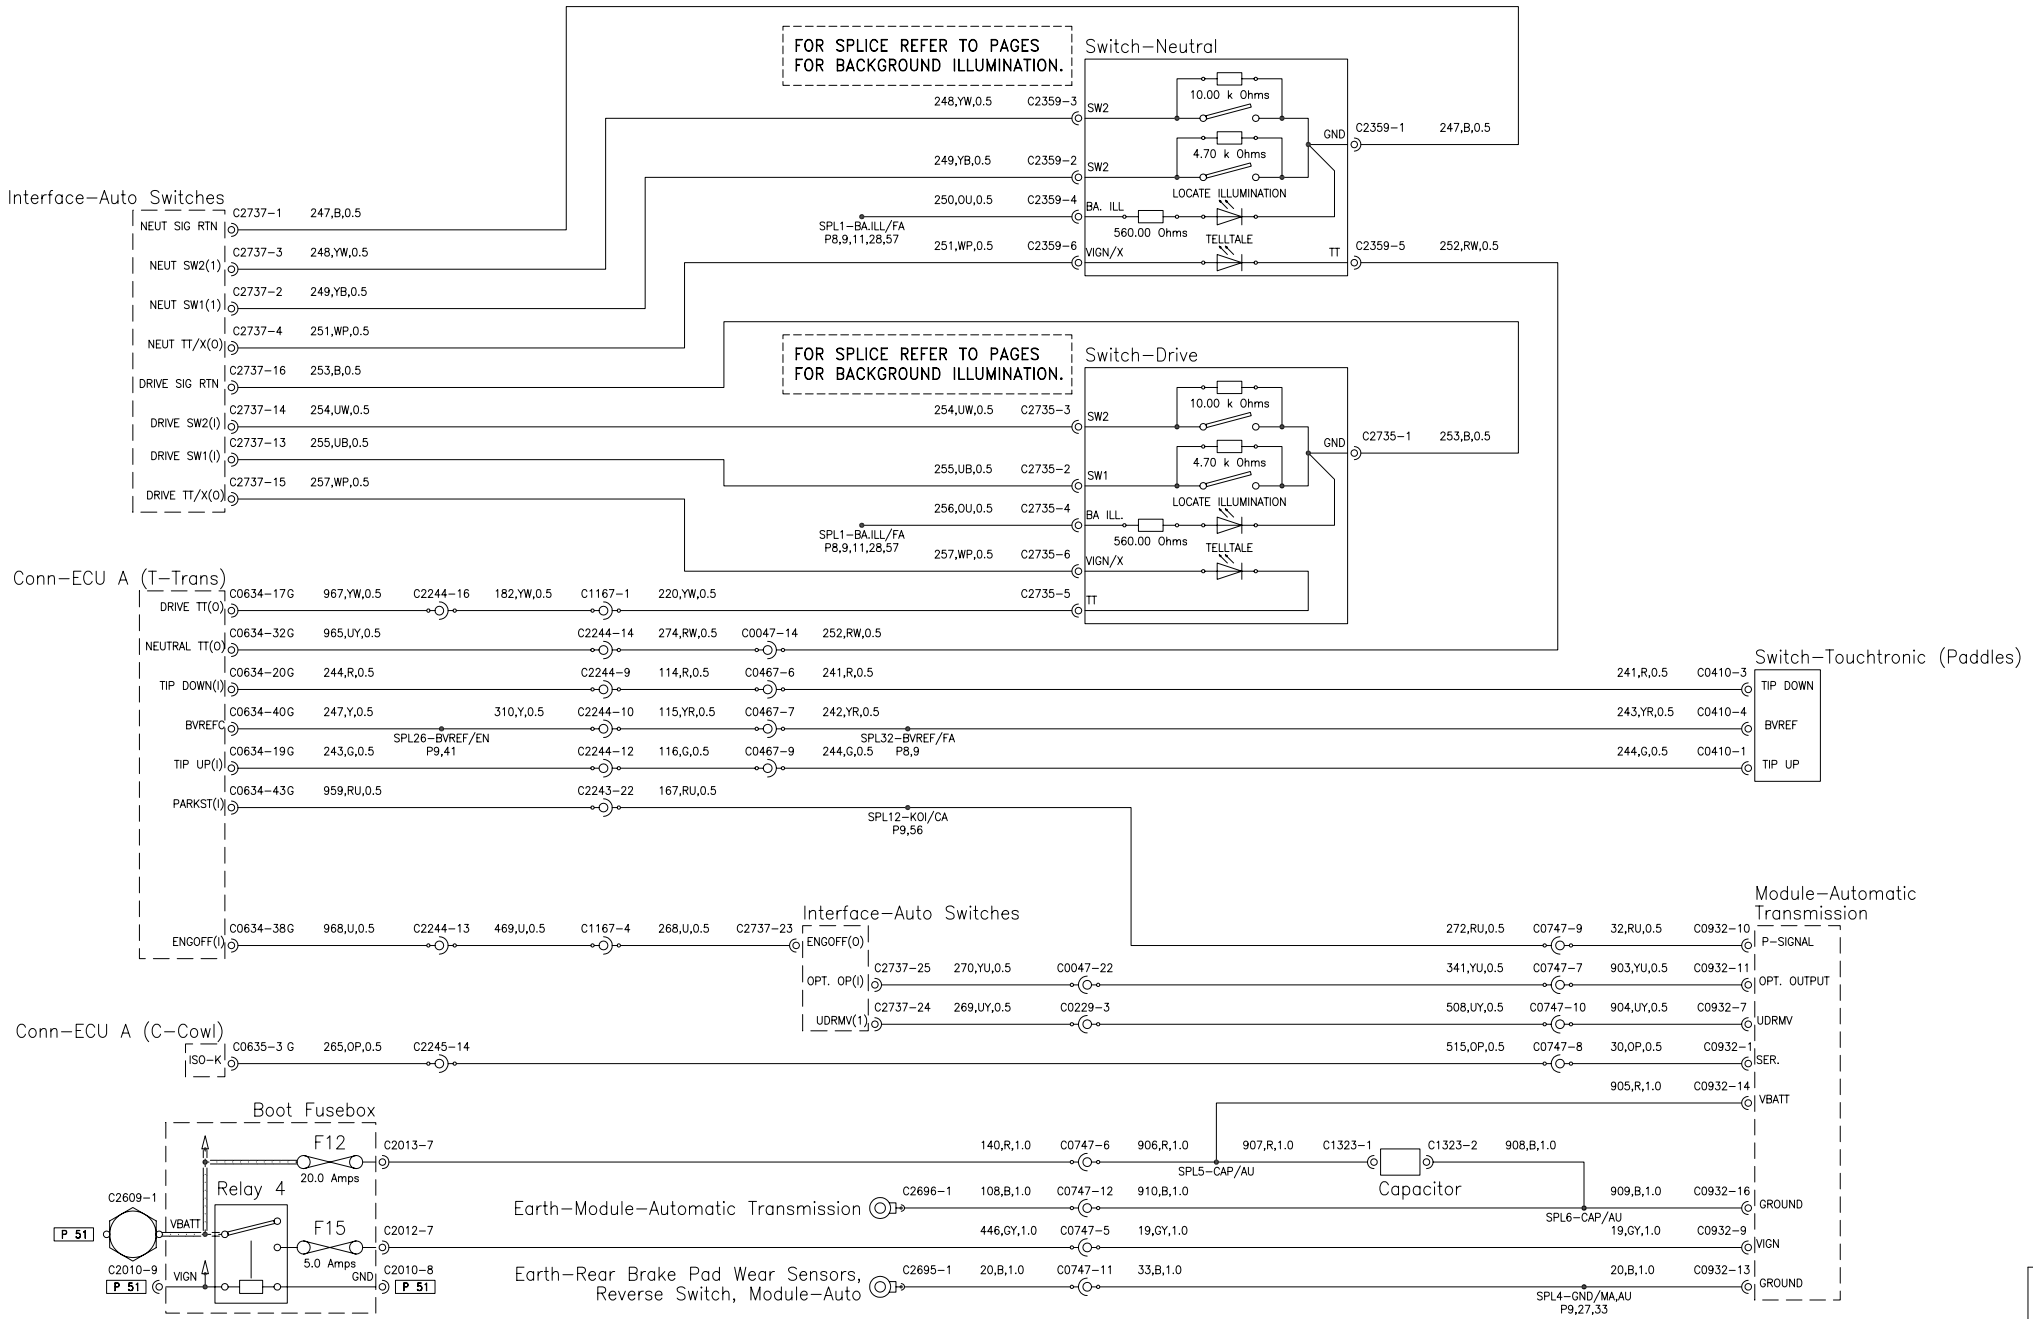 FOR SPLICE REFER TO PAGES
FOR BACKGROUND ILLUMINATION.
Switch-Neutral
10.00 k Ohms
248,YW,0.5 C2359-3 SW2
GND C2359-1 247,B,0.5
4.70 k Ohms
249,YB,0.5 C2359-2 SW2
LOCATE ILLUMINATION
250,OU,0.5 C2359-4 BA. ILL
560.00 Ohms
SPL1-BA.ILL/FA
P8,9,11,28,57
TELLTALE
251,WP,0.5 C2359-6 VIGN/X
TT C2359-5 252,RW,0.5
Interface-Auto Switches
NEUT SIG RTN C2737-1 247,B,0.5
NEUT SW2(1) C2737-3 248,YW,0.5
NEUT SW1(1) C2737-2 249,YB,0.5
NEUT TT/X(O) C2737-4 251,WP,0.5
DRIVE SIG RTN C2737-16 253,B,0.5
DRIVE SW2(I) C2737-14 254,UW,0.5
DRIVE SW1(I) C2737-13 255,UB,0.5
DRIVE TT/X(O) C2737-15 257,WP,0.5
FOR SPLICE REFER TO PAGES
FOR BACKGROUND ILLUMINATION.
Switch-Drive
10.00 k Ohms
254,UW,0.5 C2735-3 SW2
GND C2735-1 253,B,0.5
4.70 k Ohms
255,UB,0.5 C2735-2 SW1
LOCATE ILLUMINATION
256,OU,0.5 C2735-4 BA ILL.
560.00 Ohms
SPL1-BA.ILL/FA
P8,9,11,28,57
TELLTALE
257,WP,0.5 C2735-6 VIGN/X
C2735-5 TT
Conn-ECU A (T-Trans)
DRIVE TT(O) C0634-17G 967,YW,0.5 C2244-16 182,YW,0.5 C1167-1 220,YW,0.5
NEUTRAL TT(O) C0634-32G 965,UY,0.5 C2244-14 274,RW,0.5 C0047-14 252,RW,0.5
Switch-Touchtronic (Paddles)
TIP DOWN(I) C0634-20G 244,R,0.5 C2244-9 114,R,0.5 C0467-6 241,R,0.5 241,R,0.5 C0410-3 TIP DOWN
BVREFC C0634-40G 247,Y,0.5 310,Y,0.5 C2244-10 115,YR,0.5 C0467-7 242,YR,0.5 243,YR,0.5 C0410-4 BVREF
SPL26-BVREF/EN
P9,41
SPL32-BVREF/FA
P8,9
TIP UP(I) C0634-19G 243,G,0.5 C2244-12 116,G,0.5 C0467-9 244,G,0.5 244,G,0.5 C0410-1 TIP UP
PARKST(I) C0634-43G 959,RU,0.5 C2243-22 167,RU,0.5
SPL12-KOI/CA
P9,56
Module-Automatic
Transmission
Interface-Auto Switches
ENGOFF(I) C0634-38G 968,U,0.5 C2244-13 469,U,0.5 C1167-4 268,U,0.5 C2737-23 ENGOFF(O)
272,RU,0.5 C0747-9 32,RU,0.5 C0932-10 P-SIGNAL
OPT. OP(I) C2737-25 270,YU,0.5 C0047-22 341,YU,0.5 C0747-7 903,YU,0.5 C0932-11 OPT. OUTPUT
UDRMV(1) C2737-24 269,UY,0.5 C0229-3 508,UY,0.5 C0747-10 904,UY,0.5 C0932-7 UDRMV
Conn-ECU A (C-Cowl)
ISO-K C0635-3 G 265,OP,0.5 C2245-14 515,OP,0.5 C0747-8 30,OP,0.5 C0932-1 SER.
905,R,1.0 C0932-14 VBATT
Boot Fusebox
F12 C2013-7 140,R,1.0 C0747-6 906,R,1.0 907,R,1.0 C1323-1 C1323-2 908,B,1.0
20.0 Amps
SPL5-CAP/AU
Capacitor
C2609-1 Relay 4
Earth-Module-Automatic Transmission C2696-1 108,B,1.0 C0747-12 910,B,1.0 909,B,1.0 C0932-16 GROUND
SPL6-CAP/AU
P 51 VBATT F15 C2012-7 446,GY,1.0 C0747-5 19,GY,1.0 19,GY,1.0 C0932-9 VIGN
5.0 Amps
C2010-9 VIGN GND C2010-8
P 51 P 51
Earth-Rear Brake Pad Wear Sensors,
Reverse Switch, Module-Auto
C2695-1 20,B,1.0 C0747-11 33,B,1.0 20,B,1.0 C0932-13 GROUND
SPL4-GND/MA,AU
P9,27,33